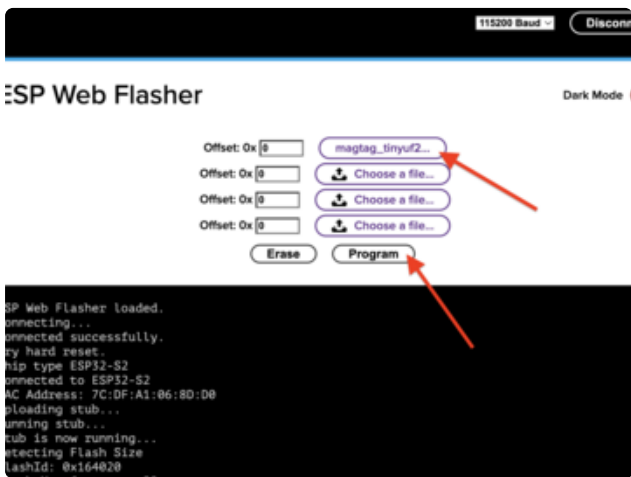 115200 Baud Disconn
ESP Web Flasher
Dark Mode
Offset: 0x 0 magtag_tinyuf2...
Offset: 0x 0 Choose a file...
Offset: 0x 0 Choose a file...
Offset: 0x 0 Choose a file...
Erase Program
SP Web Flasher loaded.
onnecting...
onnected successfully.
ry hard reset.
hip type ESP32-S2
onnected to ESP32-S2
AC Address: 7C:DF:A1:06:8D:D0
ploading stub...
unning stub...
tub is now running...
etecting Flash Size
lashId: 0x164020